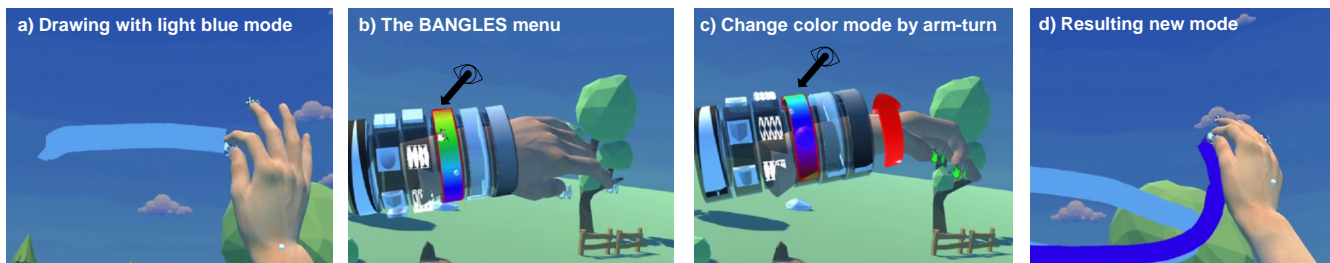 a) Drawing with light blue mode
b) The BANGLES menu
c) Change color mode by arm-turn
d) Resulting new mode